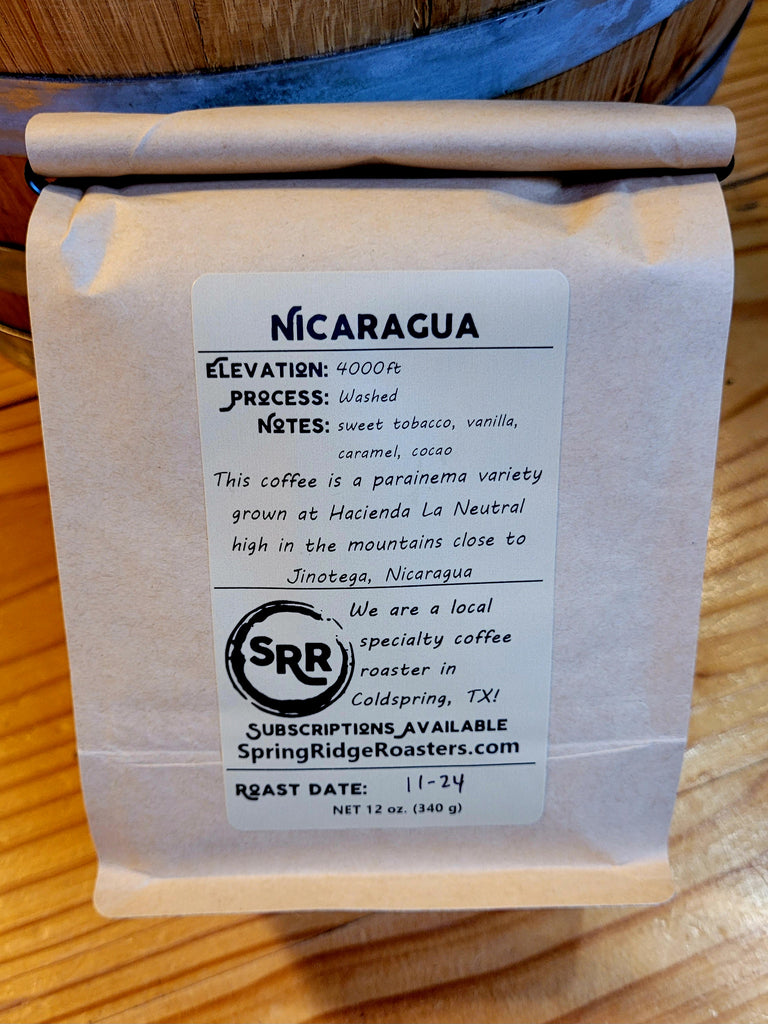 NICARAGUA
ELEVATION: 4000ft
PROCESS: Washed
NOTES: sweet tobacco, vanilla,
caramel, cocao
This coffee is a parainema variety
grown at Hacienda La Neutral
high in the mountains close to
Jinotega, Nicaragua
SRR
We are a local
specialty coffee
roaster in
Coldspring, TX!
SUBSCRIPTIONS AVAILABLE
SpringRidgeRoasters.com
ROAST DATE: 11-24
NET 12 oz. (340 g)